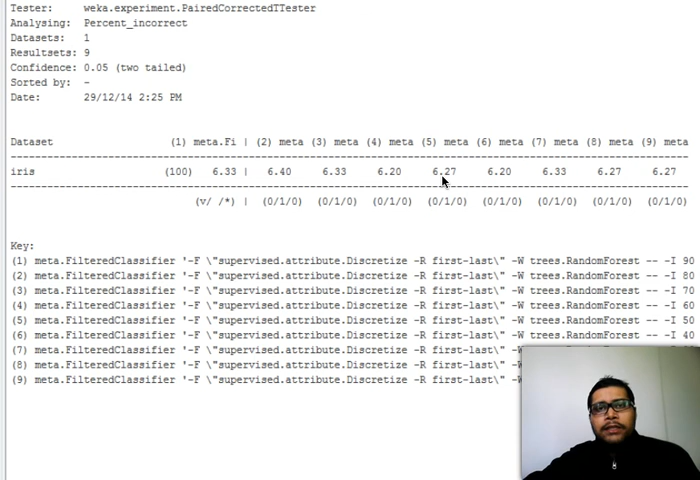 Tester: weka.experiment.PairedCorrectedTTester
Analysing: Percent_incorrect
Datasets: 1
Resultsets: 9
Confidence: 0.05 (two tailed)
Sorted by: -
Date: 29/12/14 2:25 PM
Dataset (1) meta.Fi | (2) meta (3) meta (4) meta (5) meta (6) meta (7) meta (8) meta (9) meta
--------------------------------------------------------------------------------
iris (100) 6.33 | 6.40 6.33 6.20 6.27 6.20 6.33 6.27 6.27
--------------------------------------------------------------------------------
(v/ /*) | (0/1/0) (0/1/0) (0/1/0) (0/1/0) (0/1/0) (0/1/0) (0/1/0) (0/1/0)
Key:
(1) meta.FilteredClassifier '-F \"supervised.attribute.Discretize -R first-last\" -W trees.RandomForest -- -I 90
(2) meta.FilteredClassifier '-F \"supervised.attribute.Discretize -R first-last\" -W trees.RandomForest -- -I 80
(3) meta.FilteredClassifier '-F \"supervised.attribute.Discretize -R first-last\" -W trees.RandomForest -- -I 70
(4) meta.FilteredClassifier '-F \"supervised.attribute.Discretize -R first-last\" -W trees.RandomForest -- -I 60
(5) meta.FilteredClassifier '-F \"supervised.attribute.Discretize -R first-last\" -W trees.RandomForest -- -I 50
(6) meta.FilteredClassifier '-F \"supervised.attribute.Discretize -R first-last\" -W trees.RandomForest -- -I 40
(7) meta.FilteredClassifier '-F \"supervised.attribute.Discretize -R first-last\" -W
(8) meta.FilteredClassifier '-F \"supervised.attribute.Discretize -R first-last\" -W
(9) meta.FilteredClassifier '-F \"supervised.attribute.Discretize -R first-last\" -W